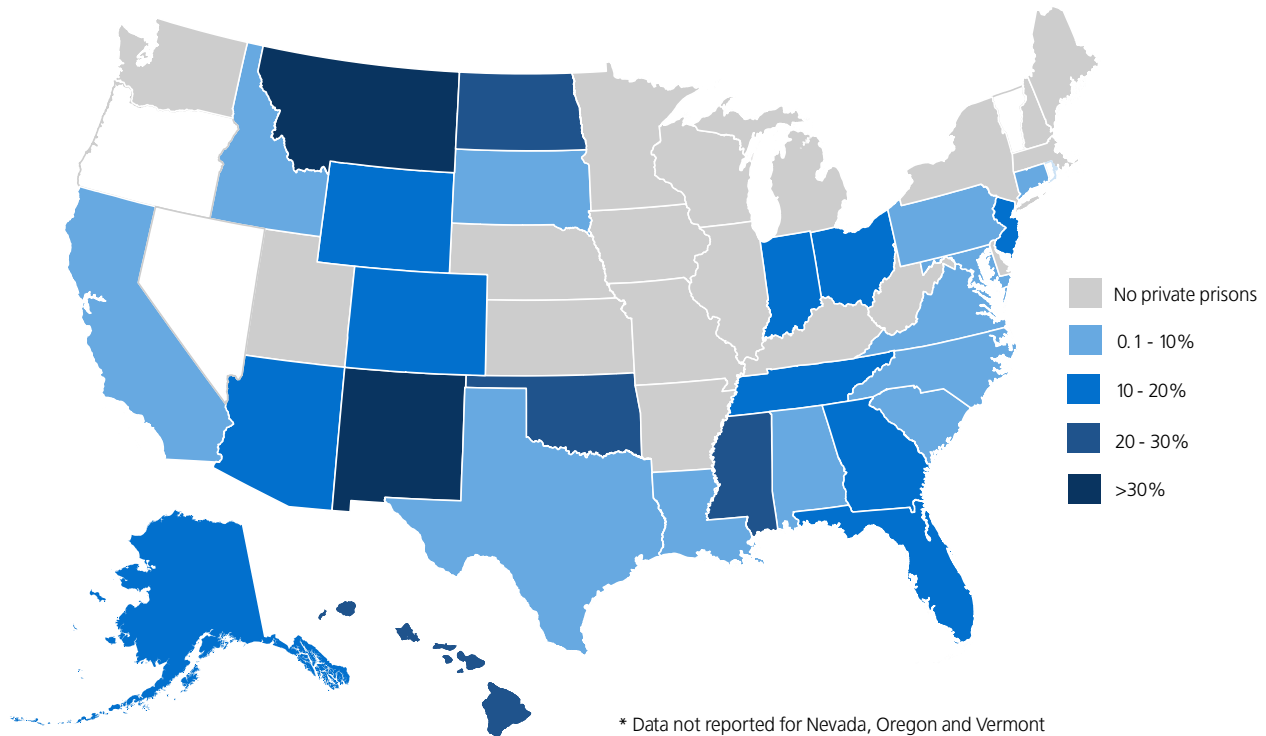 No private prisons
0.1 - 10%
10 - 20%
20 - 30%
>30%
* Data not reported for Nevada, Oregon and Vermont